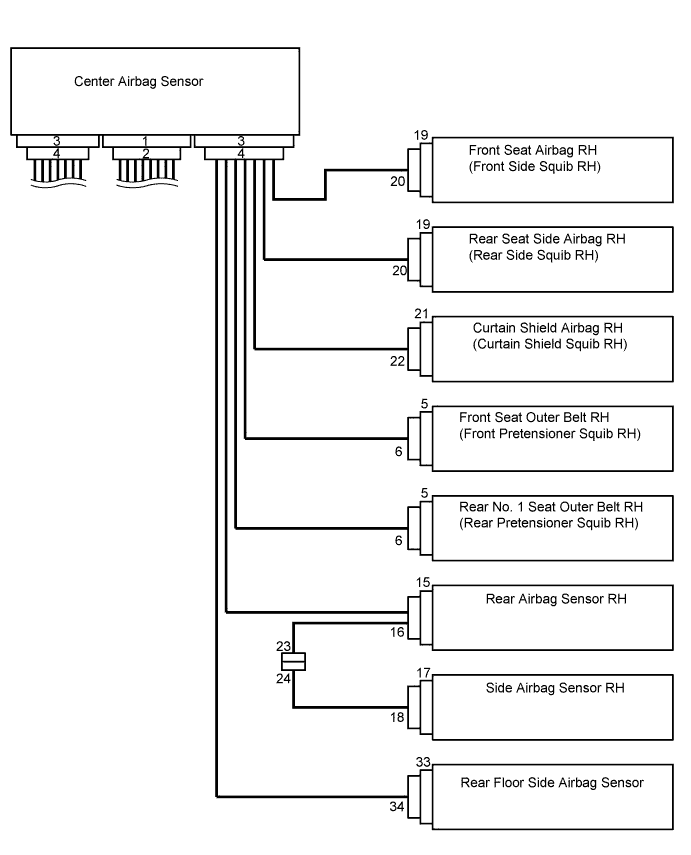 Center Airbag Sensor
3
1
3
4
2
4
19
Front Seat Airbag RH
(Front Side Squib RH)
20
19
Rear Seat Side Airbag RH
(Rear Side Squib RH)
20
21
Curtain Shield Airbag RH
(Curtain Shield Squib RH)
22
5
Front Seat Outer Belt RH
(Front Pretensioner Squib RH)
6
5
Rear No. 1 Seat Outer Belt RH
(Rear Pretensioner Squib RH)
6
15
Rear Airbag Sensor RH
16
23
24
17
Side Airbag Sensor RH
18
33
Rear Floor Side Airbag Sensor
34